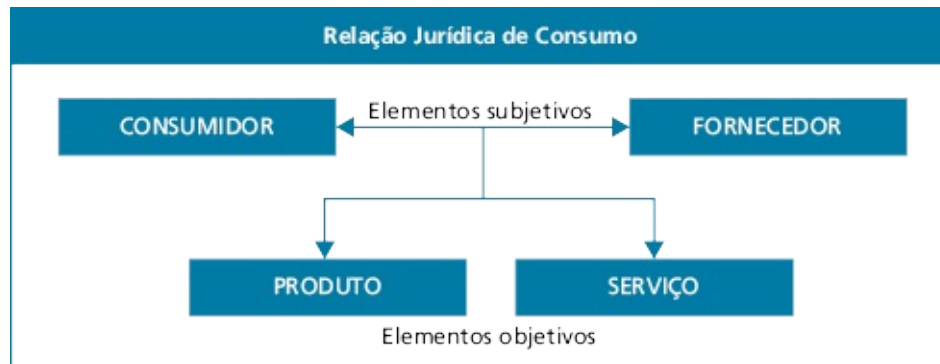 Relação Jurídica de Consumo
Elementos subjetivos
CONSUMIDOR
FORNECEDOR
PRODUTO
SERVIÇO
Elementos objetivos